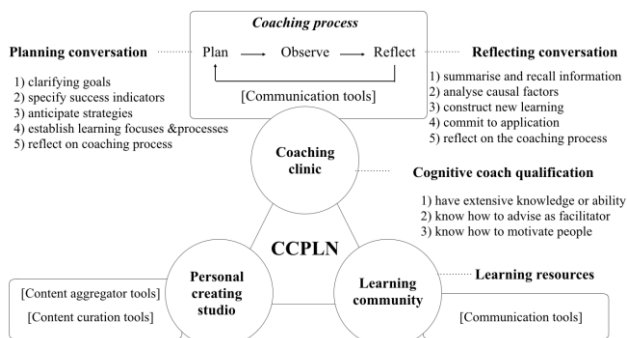 Coaching process
Plan Observe Reflect
[Communication tools]
Planning conversation
1) clarifying goals
2) specify success indicators
3) anticipate strategies
4) establish learning focuses &processes
5) reflect on coaching process
Reflecting conversation
1) summarise and recall information
2) analyse causal factors
3) construct new learning
4) commit to application
5) reflect on the coaching process
Coaching
clinic
Cognitive coach qualification
1) have extensive knowledge or ability
2) know how to advise as facilitator
3) know how to motivate people
CCPLN
Personal
creating
studio
Learning
community
Learning resources
[Content aggregator tools]
[Content curation tools]
[Communication tools]